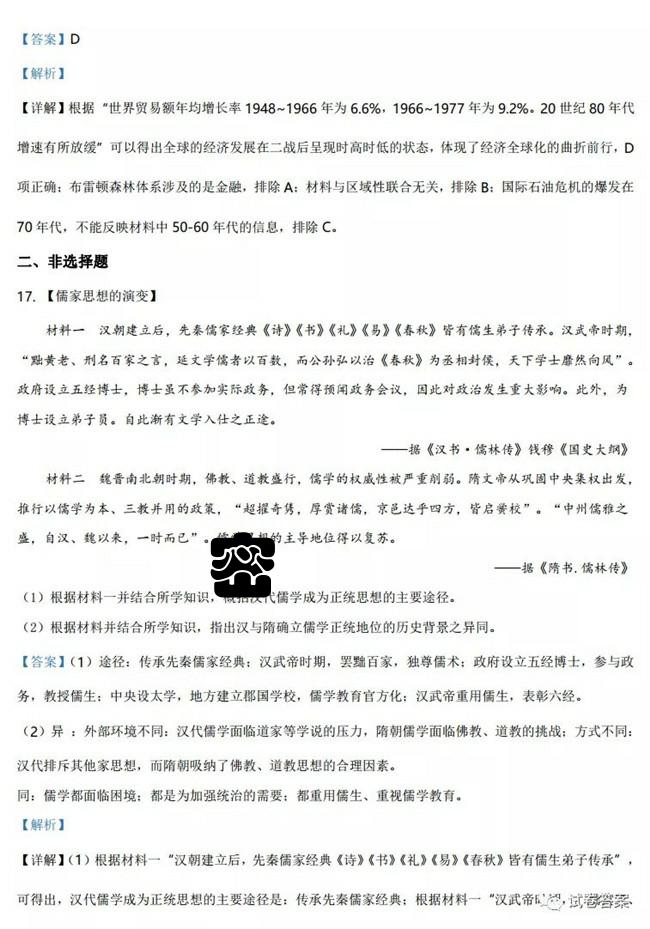 【答案】D
【解析】
【详解】根据“世界贸易额年均增长率 1948~1966 年为 6.6%，1966~1977 年为 9.2%。20 世纪 80 年代
增速有所放缓”可以得出全球的经济发展在二战后呈现时高时低的状态，体现了经济全球化的曲折前行，D
项正确；布雷顿森林体系涉及的是金融，排除 A；材料与区域性联合无关，排除 B；国际石油危机的爆发在
70 年代，不能反映材料中 50-60 年代的信息，排除 C。
二、非选择题
17. 【儒家思想的演变】
材料一 汉朝建立后，先秦儒家经典《诗》《书》《礼》《易》《春秋》皆有儒生弟子传承。汉武帝时期，
“黜黄老、刑名百家之言，延文学儒者以百数，而公孙弘以治《春秋》为丞相封侯，天下学士靡然向风”。
政府设立五经博士，博士虽不参加实际政务，但常得预闻政务会议，因此对政治发生重大影响。此外，为
博士设立弟子员。自此渐有文学入仕之正途。
——据《汉书·儒林传》钱穆《国史大纲》
材料二 魏晋南北朝时期，佛教、道教盛行，儒学的权威性被严重削弱。隋文帝从巩固中央集权出发，
推行以儒学为本、三教并用的政策，“超擢奇隽，厚赏诸儒，京邑达乎四方，皆启黉校”。“中州儒雅之
盛，自汉、魏以来，一时而已”。的主导地位得以复苏。
——据《隋书.儒林传》
（1）根据材料一并结合所学知识，概括汉代儒学成为正统思想的主要途径。
（2）根据材料并结合所学知识，指出汉与隋确立儒学正统地位的历史背景之异同。
【答案】（1）途径：传承先秦儒家经典；汉武帝时期，罢黜百家，独尊儒术；政府设立五经博士，参与政
务，教授儒生；中央设太学，地方建立郡国学校，儒学教育官方化；汉武帝重用儒生，表彰六经。
（2）异 ：外部环境不同：汉代儒学面临道家等学说的压力，隋朝儒学面临佛教、道教的挑战；方式不同：
汉代排斥其他家思想，而隋朝吸纳了佛教、道教思想的合理因素。
同：儒学都面临困境；都是为加强统治的需要；都重用儒生、重视儒学教育。
【解析】
【详解】（1）根据材料一“汉朝建立后，先秦儒家经典《诗》《书》《礼》《易》《春秋》皆有儒生弟子传承”，
可得出，汉代儒学成为正统思想的主要途径是：传承先秦儒家经典；根据材料一“汉武帝时期，
试卷答案